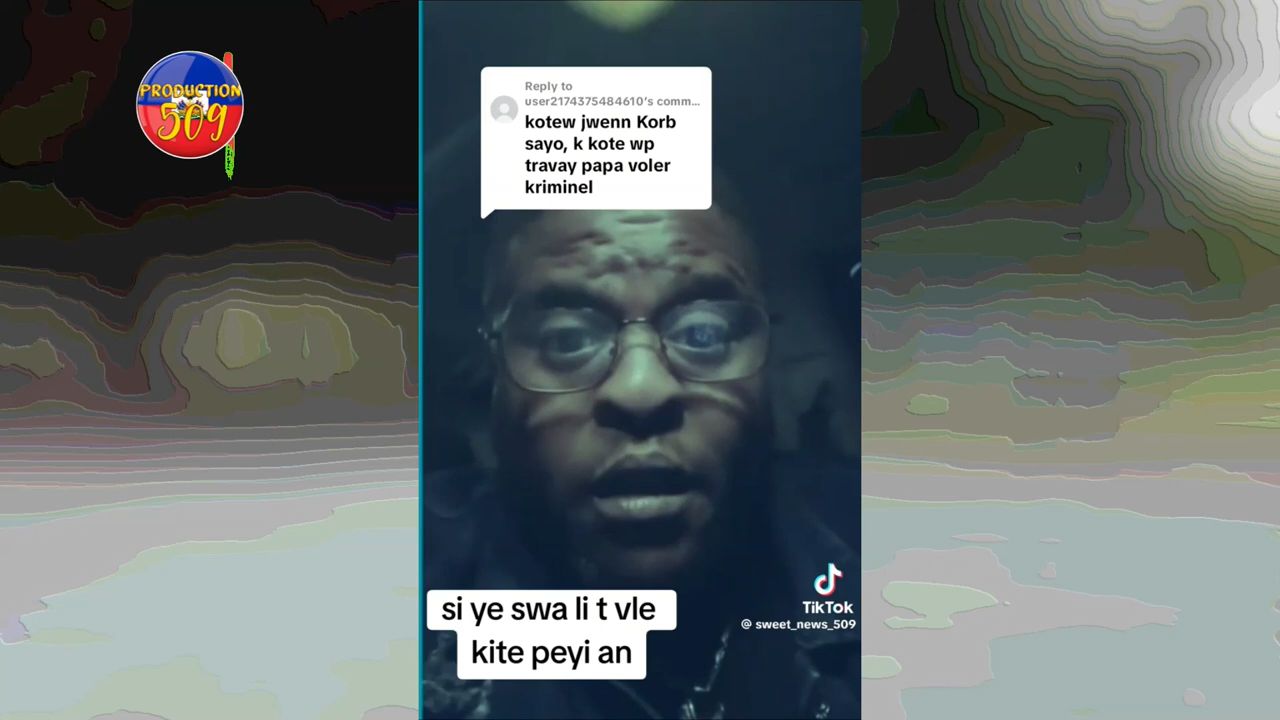 PRODUCTION
509
Reply to
user2174375484610's comm...
kotew jwenn Korb
sayo, k kote wp
travay papa voler
kriminel
si ye swa li t vle
kite peyi an
TikTok
@ sweet_news_509